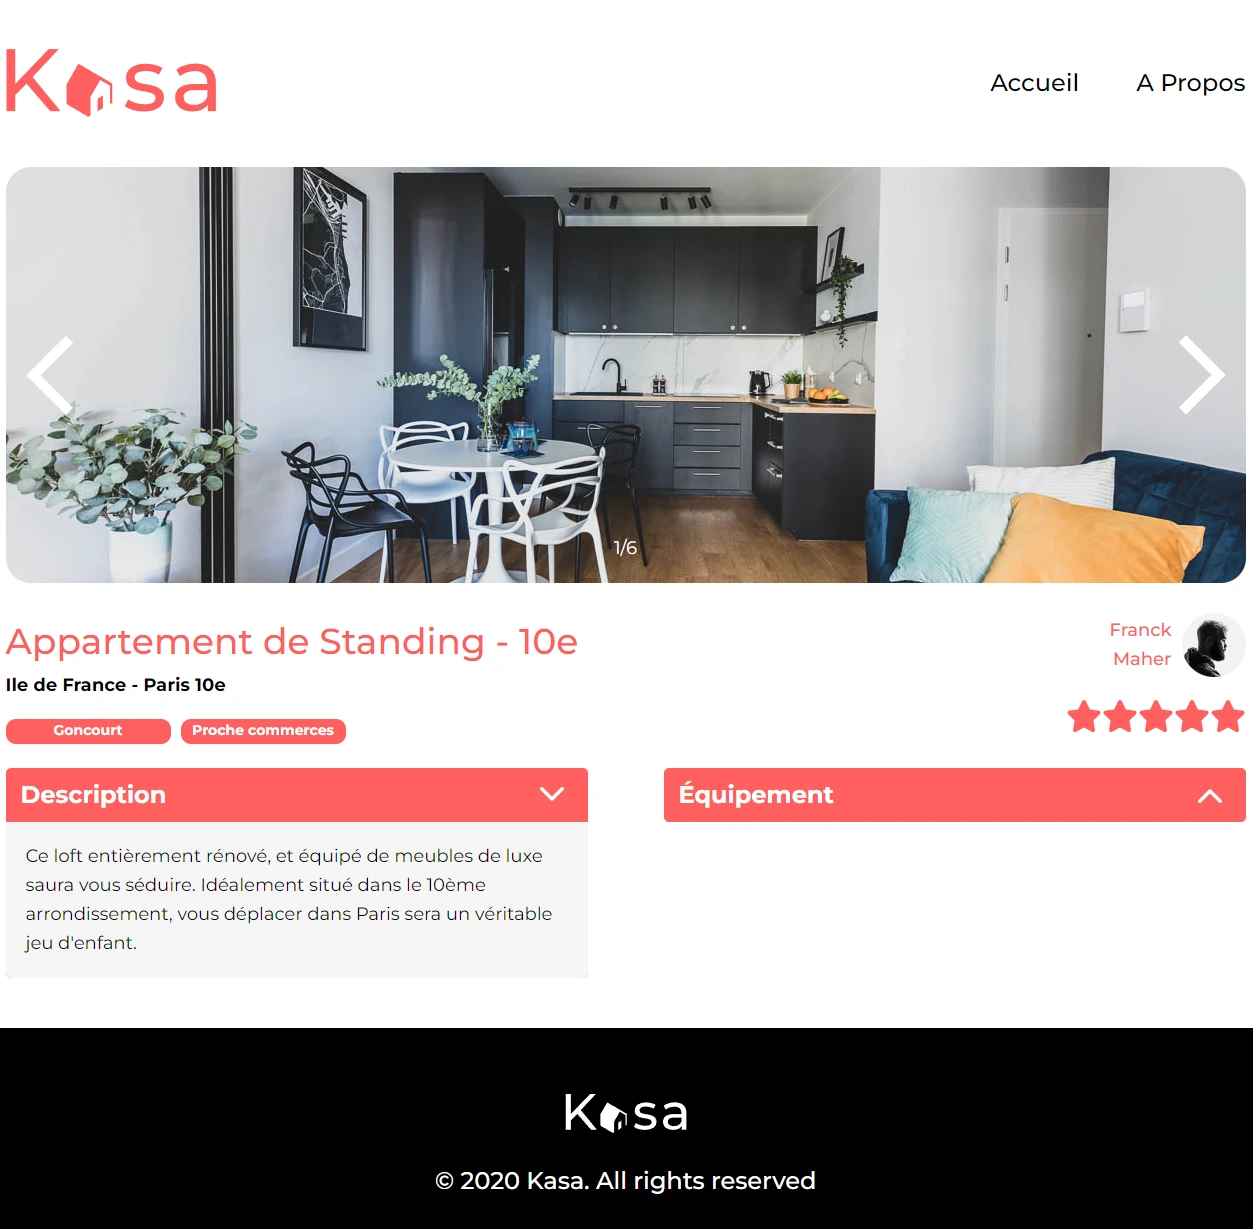 Kasa
Accueil
A Propos
1/6
Appartement de Standing - 10e
Ile de France - Paris 10e
Goncourt
Proche commerces
Franck
Maher
Description
Ce loft entièrement rénové, et équipé de meubles de luxe
saura vous séduire. Idéalement situé dans le 10ème
arrondissement, vous déplacer dans Paris sera un véritable
jeu d'enfant.
Équipement
Kasa
© 2020 Kasa. All rights reserved